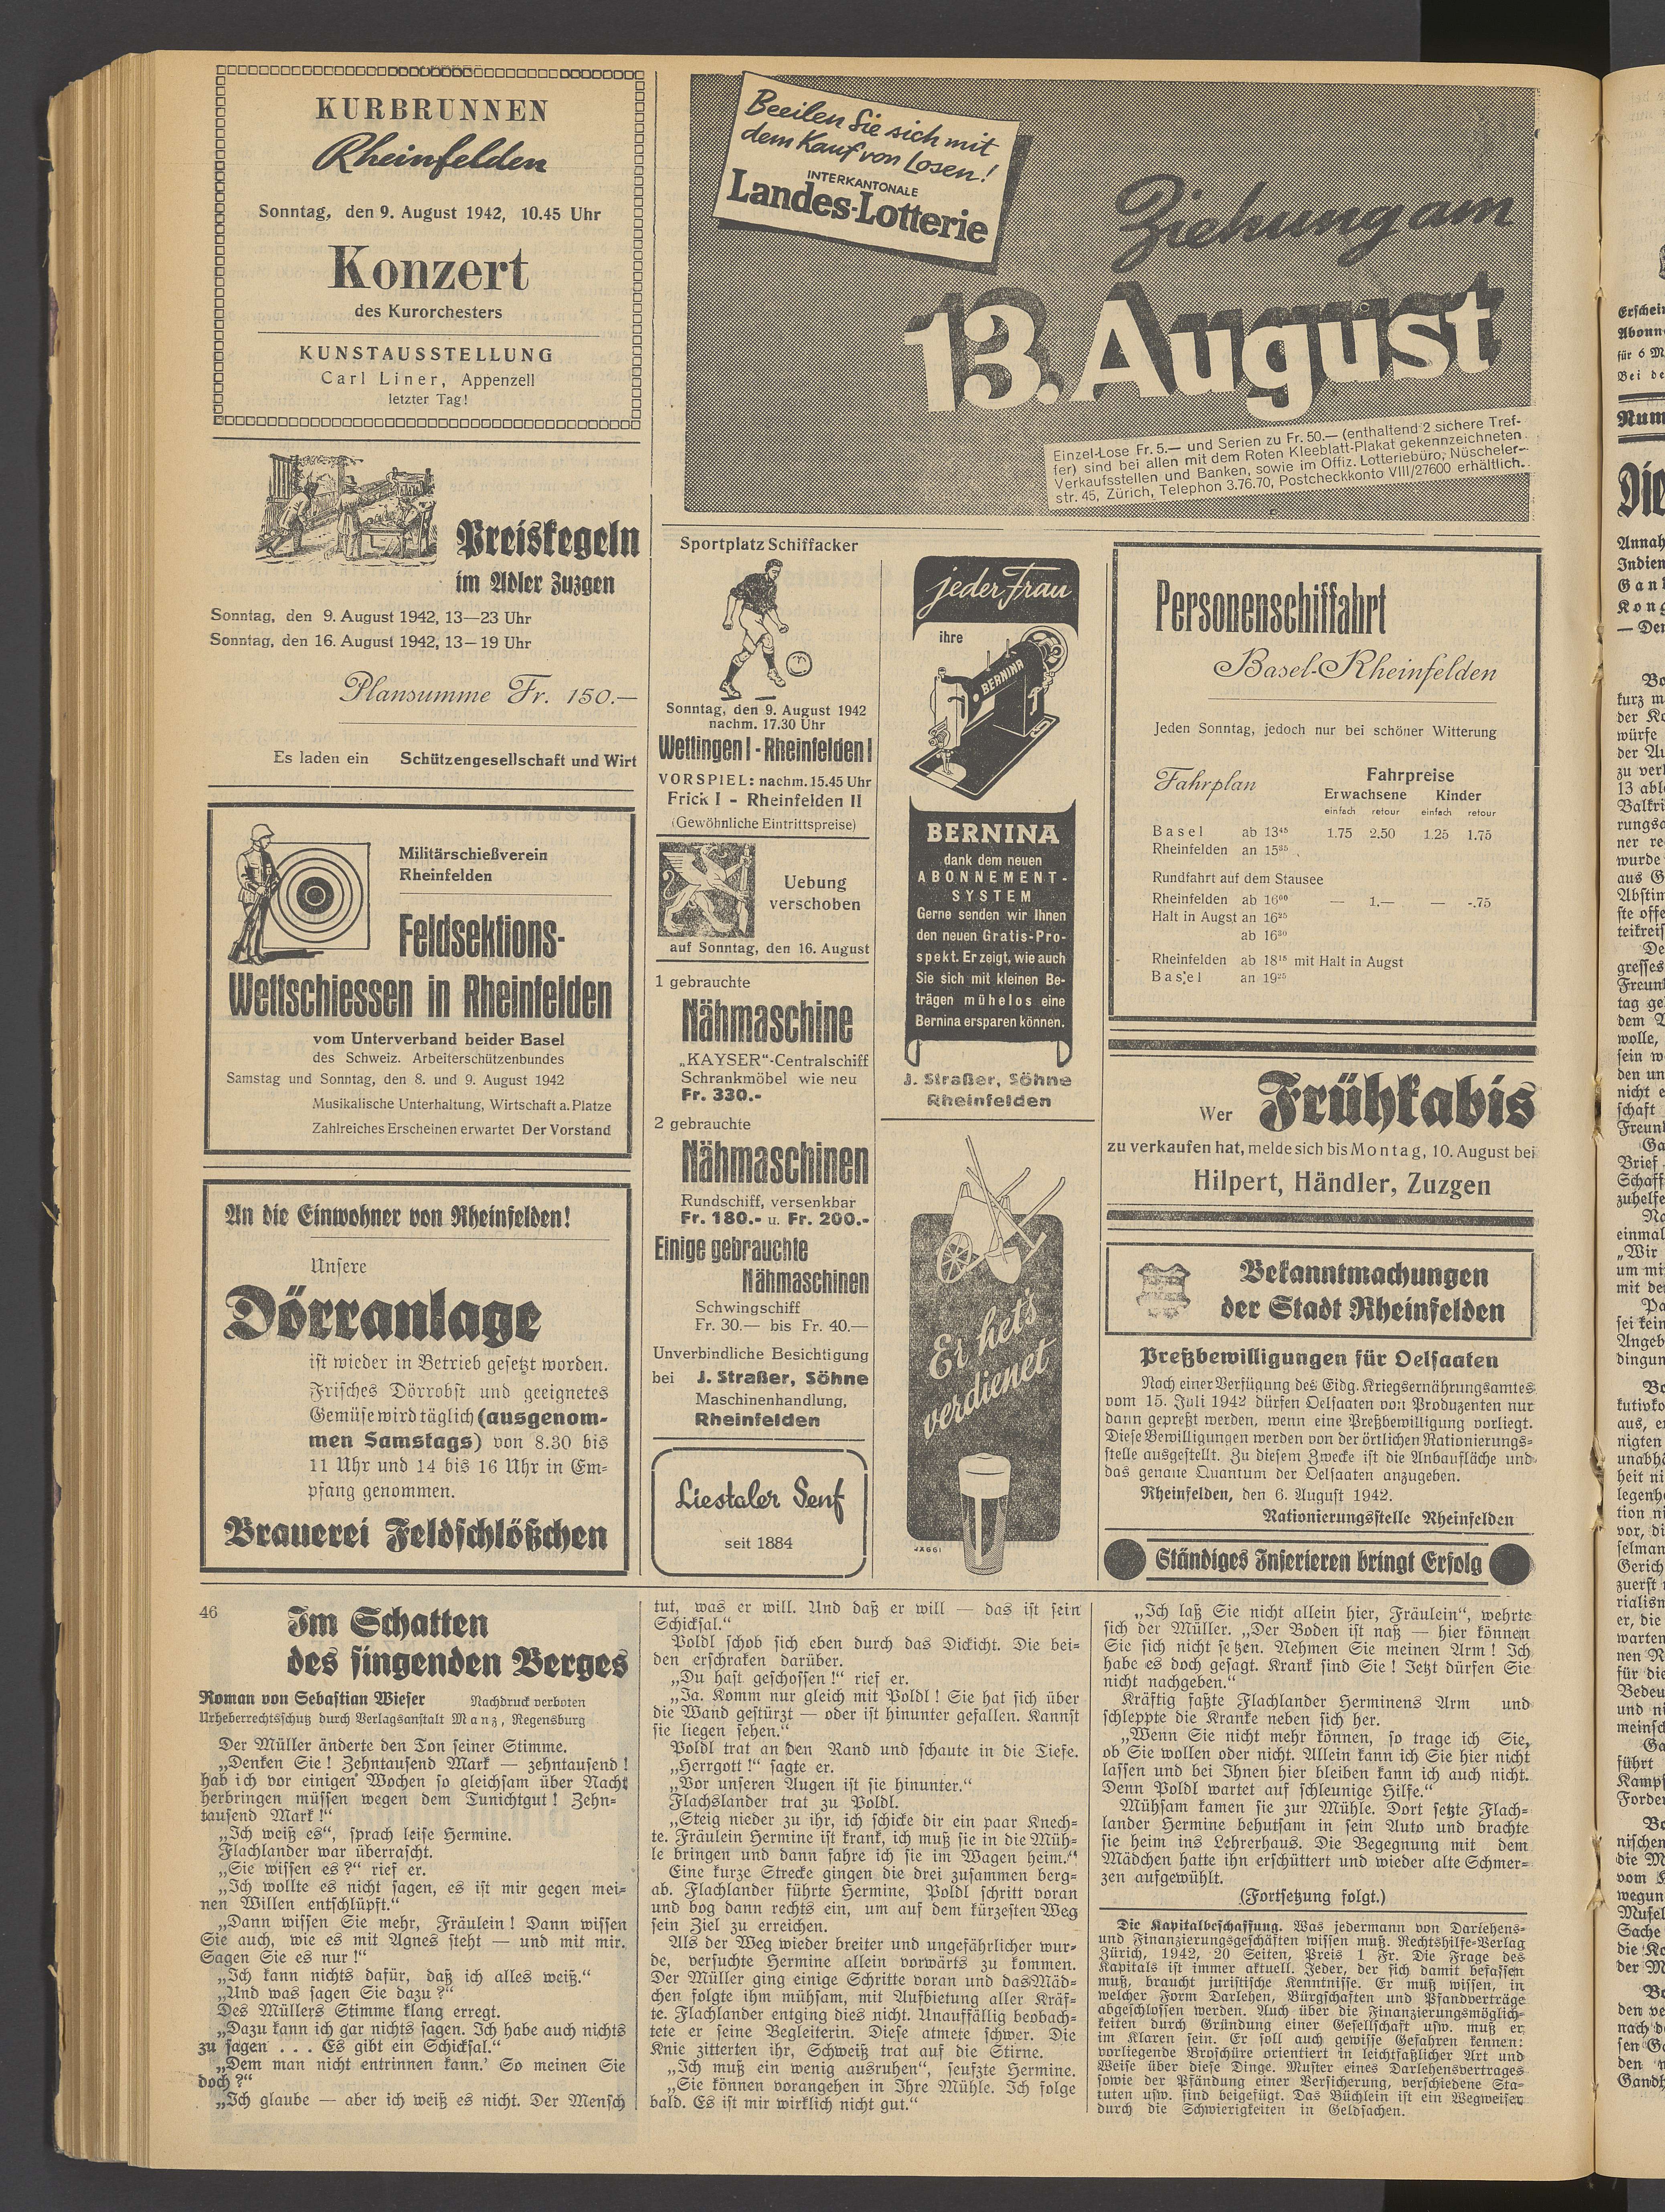 KURBRUNNEN
Rheinfelden
Sonntag, den 9. August 1942, 10.45 Uhr
Konzert
des Kurorchesters
KUNSTAUSSTELLUNG
Carl Liner, Appenzell
letzter Tag!
Beeilen Sie sich mit
dem Kauf von Losen!
INTERKANTONALE
Landes-Lotterie
Ziehung am
13. August
Einzel-Lose Fr. 5.— und Serien zu Fr. 50.— (enthaltend 2 sichere Tref-
fer) sind bei allen mit dem Roten Kleeblatt-Plakat gekennzeichneten
Verkaufsstellen und Banken, sowie im Offiz. Lotteriebüro, Nüscheler-
str. 45, Zürich, Telephon 3.76.70, Postcheckkonto VIII/27600 erhältlich.
Preiskegeln
im Adler Zuzgen
Sonntag, den 9. August 1942, 13—23 Uhr
Sonntag, den 16. August 1942, 13—19 Uhr
Plansumme Fr. 150.—
Es laden ein Schützengesellschaft und Wirt
Militärschießverein
Rheinfelden
Feldsektions-
Wettschiessen in Rheinfelden
vom Unterverband beider Basel
des Schweiz. Arbeiterschützenbundes
Samstag und Sonntag, den 8. und 9. August 1942
Musikalische Unterhaltung, Wirtschaft a. Platze
Zahlreiches Erscheinen erwartet Der Vorstand
An die Einwohner von Rheinfelden!
Unsere
Dörranlage
ist wieder in Betrieb gesetzt worden.
Frisches Dörrobst und geeignetes
Gemüse wird täglich (ausgenom-
men Samstags) von 8.30 bis
11 Uhr und 14 bis 16 Uhr in Em-
pfang genommen.
Brauerei Feldschlößchen
Sportplatz Schiffacker
Sonntag, den 9. August 1942
nachm. 17.30 Uhr
Wettingen I - Rheinfelden I
VORSPIEL: nachm. 15.45 Uhr
Frick I - Rheinfelden II
(Gewöhnliche Eintrittspreise)
Uebung
verschoben
auf Sonntag, den 16. August
1 gebrauchte
Nähmaschine
„KAYSER“-Centralschiff
Schrankmöbel wie neu
Fr. 330.-
2 gebrauchte
Nähmaschinen
Rundschiff, versenkbar
Fr. 180.- u. Fr. 200.-
Einige gebrauchte
Nähmaschinen
Schwingschiff
Fr. 30.— bis Fr. 40.—
Unverbindliche Besichtigung
bei J. Straßer, Söhne
Maschinenhandlung,
Rheinfelden
Liestaler Senf
seit 1884
jeder Frau
ihre
BERNINA
BERNINA
dank dem neuen
ABONNEMENT-
SYSTEM
Gerne senden wir Ihnen
den neuen Gratis-Pro-
spekt. Er zeigt, wie auch
Sie sich mit kleinen Be-
trägen mühelos eine
Bernina ersparen können.
J. Straßer, Söhne
Rheinfelden
Er het's
verdienet
JA661
Personenschiffahrt
Basel-Rheinfelden
Jeden Sonntag, jedoch nur bei schöner Witterung
Fahrplan Fahrpreise
Erwachsene Kinder
einfach retour einfach retour
Basel ab 13⁴⁵ 1.75 2.50 1.25 1.75
Rheinfelden an 15³⁵
Rundfahrt auf dem Stausee
Rheinfelden ab 16⁰⁰ — 1.— — -.75
Halt in Augst an 16²⁵
ab 16³⁰
Rheinfelden ab 18¹⁵ mit Halt in Augst
Basel an 19²⁵
Wer Frühkabis
zu verkaufen hat, melde sich bis Montag, 10. August bei
Hilpert, Händler, Zuzgen
Bekanntmachungen
der Stadt Rheinfelden
Preßbewilligungen für Oelsaaten
Nach einer Verfügung des Eidg. Kriegsernährungsamtes
vom 15. Juli 1942 dürfen Oelsaaten von Produzenten nur
dann gepreßt werden, wenn eine Preßbewilligung vorliegt.
Diese Bewilligungen werden von der örtlichen Rationierungs-
stelle ausgestellt. Zu diesem Zwecke ist die Anbaufläche und
das genaue Quantum der Oelsaaten anzugeben.
Rheinfelden, den 6. August 1942.
Rationierungsstelle Rheinfelden
Ständiges Inserieren bringt Erfolg
46
Im Schatten
des singenden Berges
Roman von Sebastian Wieser Nachdruck verboten
Urheberrechtsschutz durch Verlagsanstalt Manz, Regensburg
Der Müller änderte den Ton seiner Stimme.
„Denken Sie! Zehntausend Mark — zehntausend!
hab ich vor einigen Wochen so gleichsam über Nacht
herbringen müssen wegen dem Tunichtgut! Zehn-
tausend Mark!“
„Ich weiß es“, sprach leise Hermine.
Flachlander war überrascht.
„Sie wissen es?“ rief er.
„Ich wollte es nicht sagen, es ist mir gegen mei-
nen Willen entschlüpft.“
„Dann wissen Sie mehr, Fräulein! Dann wissen
Sie auch, wie es mit Agnes steht — und mit mir.
Sagen Sie es nur!“
„Ich kann nichts dafür, daß ich alles weiß.“
„Und was sagen Sie dazu?“
Des Müllers Stimme klang erregt.
„Dazu kann ich gar nichts sagen. Ich habe auch nichts
zu sagen . . . Es gibt ein Schicksal.“
„Dem man nicht entrinnen kann.' So meinen Sie
doch?“
„Ich glaube — aber ich weiß es nicht. Der Mensch
tut, was er will. Und daß er will — das ist sein
Schicksal.“
Poldl schob sich eben durch das Dickicht. Die bei-
den erschraken darüber.
„Du hast geschossen!“ rief er.
„Ja. Komm nur gleich mit Poldl! Sie hat sich über
die Wand gestürzt — oder ist hinunter gefallen. Kannst
sie liegen sehen.“
Poldl trat an den Rand und schaute in die Tiefe.
„Herrgott!“ sagte er.
„Vor unseren Augen ist sie hinunter.“
Flachslander trat zu Poldl.
„Steig nieder zu ihr, ich schicke dir ein paar Knech-
te. Fräulein Hermine ist krank, ich muß sie in die Müh-
le bringen und dann fahre ich sie im Wagen heim.“
Eine kurze Strecke gingen die drei zusammen berg-
ab. Flachlander führte Hermine, Poldl schritt voran
und bog dann rechts ein, um auf dem kürzesten Weg
sein Ziel zu erreichen.
Als der Weg wieder breiter und ungefährlicher wur-
de, versuchte Hermine allein vorwärts zu kommen.
Der Müller ging einige Schritte voran und das Mäd-
chen folgte ihm mühsam, mit Aufbietung aller Kräf-
te. Flachlander entging dies nicht. Unauffällig beobach-
tete er seine Begleiterin. Diese atmete schwer. Die
Knie zitterten ihr, Schweiß trat auf die Stirne.
„Ich muß ein wenig ausruhen“, seufzte Hermine.
„Sie können vorangehen in Ihre Mühle. Ich folge
bald. Es ist mir wirklich nicht gut.“
„Ich laß Sie nicht allein hier, Fräulein“, wehrte
sich der Müller. „Der Boden ist naß — hier können
Sie sich nicht setzen. Nehmen Sie meinen Arm! Ich
habe es doch gesagt. Krank sind Sie! Jetzt dürfen Sie
nicht nachgeben.“
Kräftig faßte Flachlander Herminens Arm und
schleppte die Kranke neben sich her.
„Wenn Sie nicht mehr können, so trage ich Sie,
ob Sie wollen oder nicht. Allein kann ich Sie hier nicht
lassen und bei Ihnen hier bleiben kann ich auch nicht.
Denn Poldl wartet auf schleunige Hilfe.“
Mühsam kamen sie zur Mühle. Dort setzte Flach-
lander Hermine behutsam in sein Auto und brachte
sie heim ins Lehrerhaus. Die Begegnung mit dem
Mädchen hatte ihn erschüttert und wieder alte Schmer-
zen aufgewühlt.
(Fortsetzung folgt.)
Die Kapitalbeschaffung. Was jedermann von Darlehens-
und Finanzierungsgeschäften wissen muß. Rechtshilfe-Verlag
Zürich, 1942, 20 Seiten, Preis 1 Fr. Die Frage des
Kapitals ist immer aktuell. Jeder, der sich damit befassen
muß, braucht juristische Kenntnisse. Er muß wissen, in
welcher Form Darlehen, Bürgschaften und Pfandverträge
abgeschlossen werden. Auch über die Finanzierungsmöglich-
keiten durch Gründung einer Gesellschaft usw. muß er
im Klaren sein. Er soll auch gewisse Gefahren kennen:
vorliegende Broschüre orientiert in leichtfaßlicher Art und
Weise über diese Dinge. Muster eines Darlehensvertrages
sowie der Pfändung einer Versicherung, verschiedene Sta-
tuten usw. sind beigefügt. Das Büchlein ist ein Wegweiser
durch die Schwierigkeiten in Geldsachen.